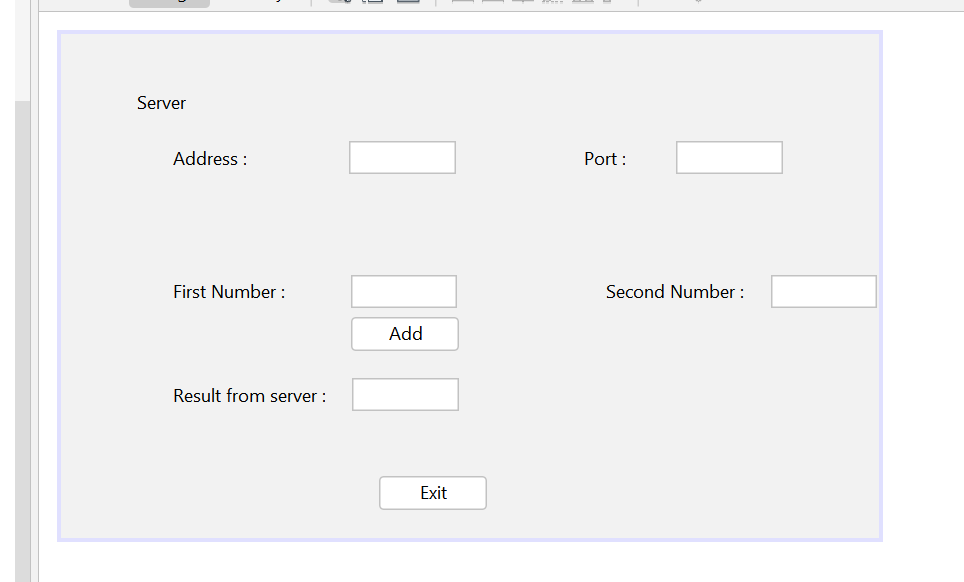 Server
Address : Port :
First Number : Second Number :
Add
Result from server :
Exit